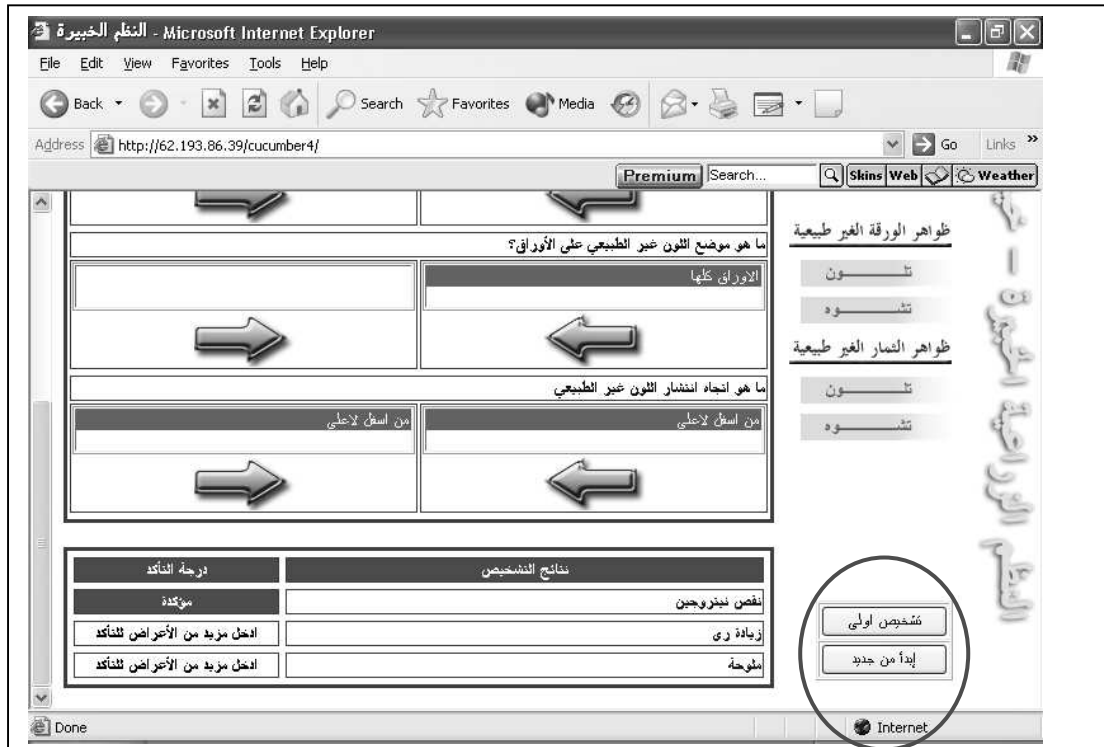 النظم الخبيرة - Microsoft Internet Explorer
File Edit View Favorites Tools Help
Back Search Favorites Media
Address http://62.193.86.39/cucumber4/ Go Links »
Premium Search... Skins Web Weather
ظواهر الورقة الغير طبيعية
تلـــــون
تشـــــوه
ظواهر الثمار الغير طبيعية
تلـــــون
تشـــــوه
ما هو موضع اللون غير الطبيعي على الأوراق؟
الاوراق كلها
ما هو اتجاه انتشار اللون غير الطبيعي
من اسفل لاعلى
من اسفل لاعلى
نتائج التشخيص درجة التأكد
نقص نيتروجين مؤكدة
زيادة رى ادخل مزيد من الأعراض للتأكد
ملوحة ادخل مزيد من الأعراض للتأكد
تشخيص اولى
إبدأ من جديد
Done Internet